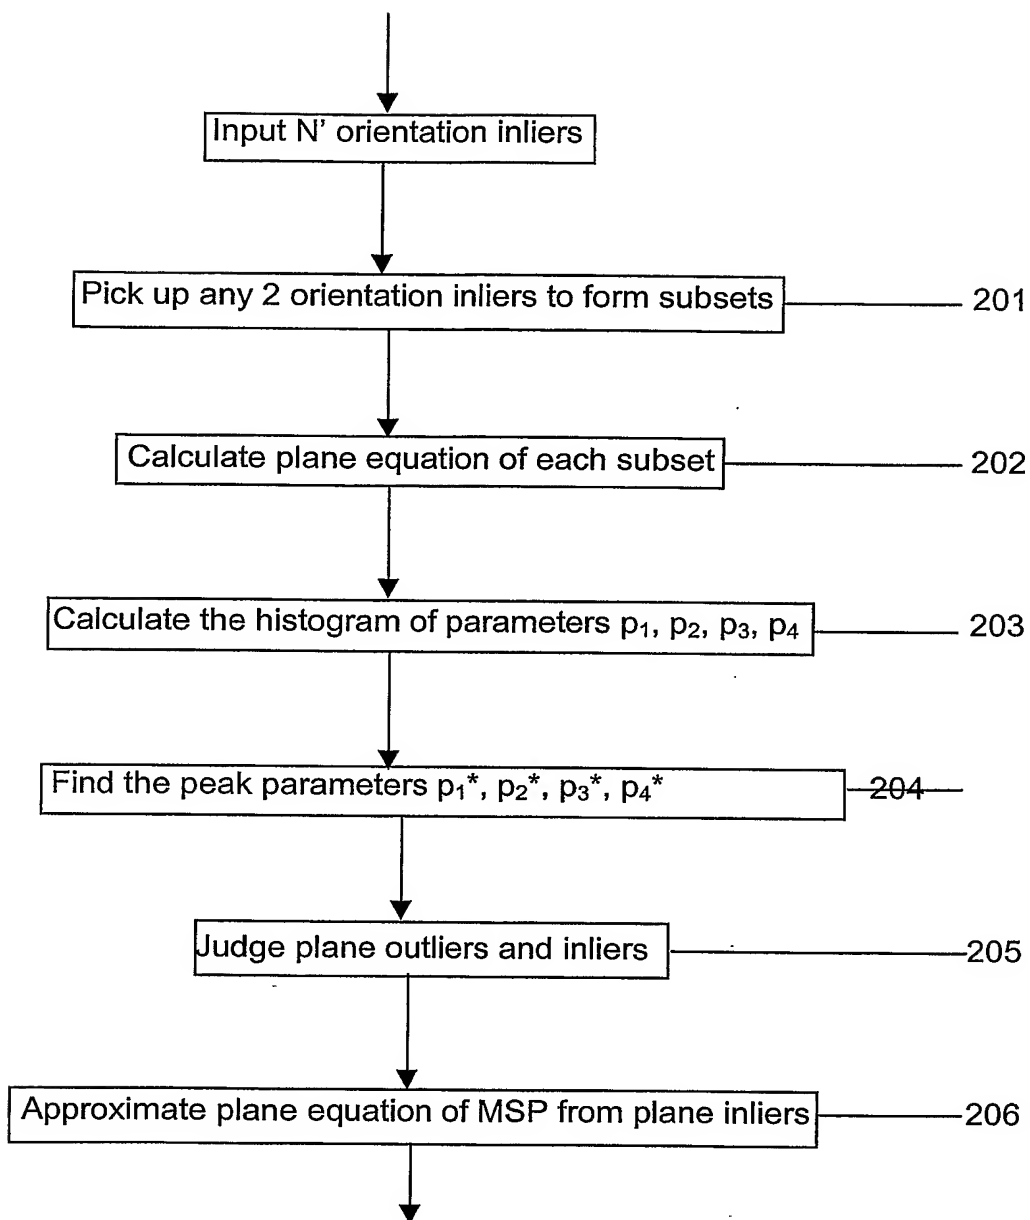 Input N' orientation inliers
Pick up any 2 orientation inliers to form subsets
201
Calculate plane equation of each subset
202
Calculate the histogram of parameters p₁, p₂, p₃, p₄
203
Find the peak parameters p₁*, p₂*, p₃*, p₄*
204
Judge plane outliers and inliers
205
Approximate plane equation of MSP from plane inliers
206